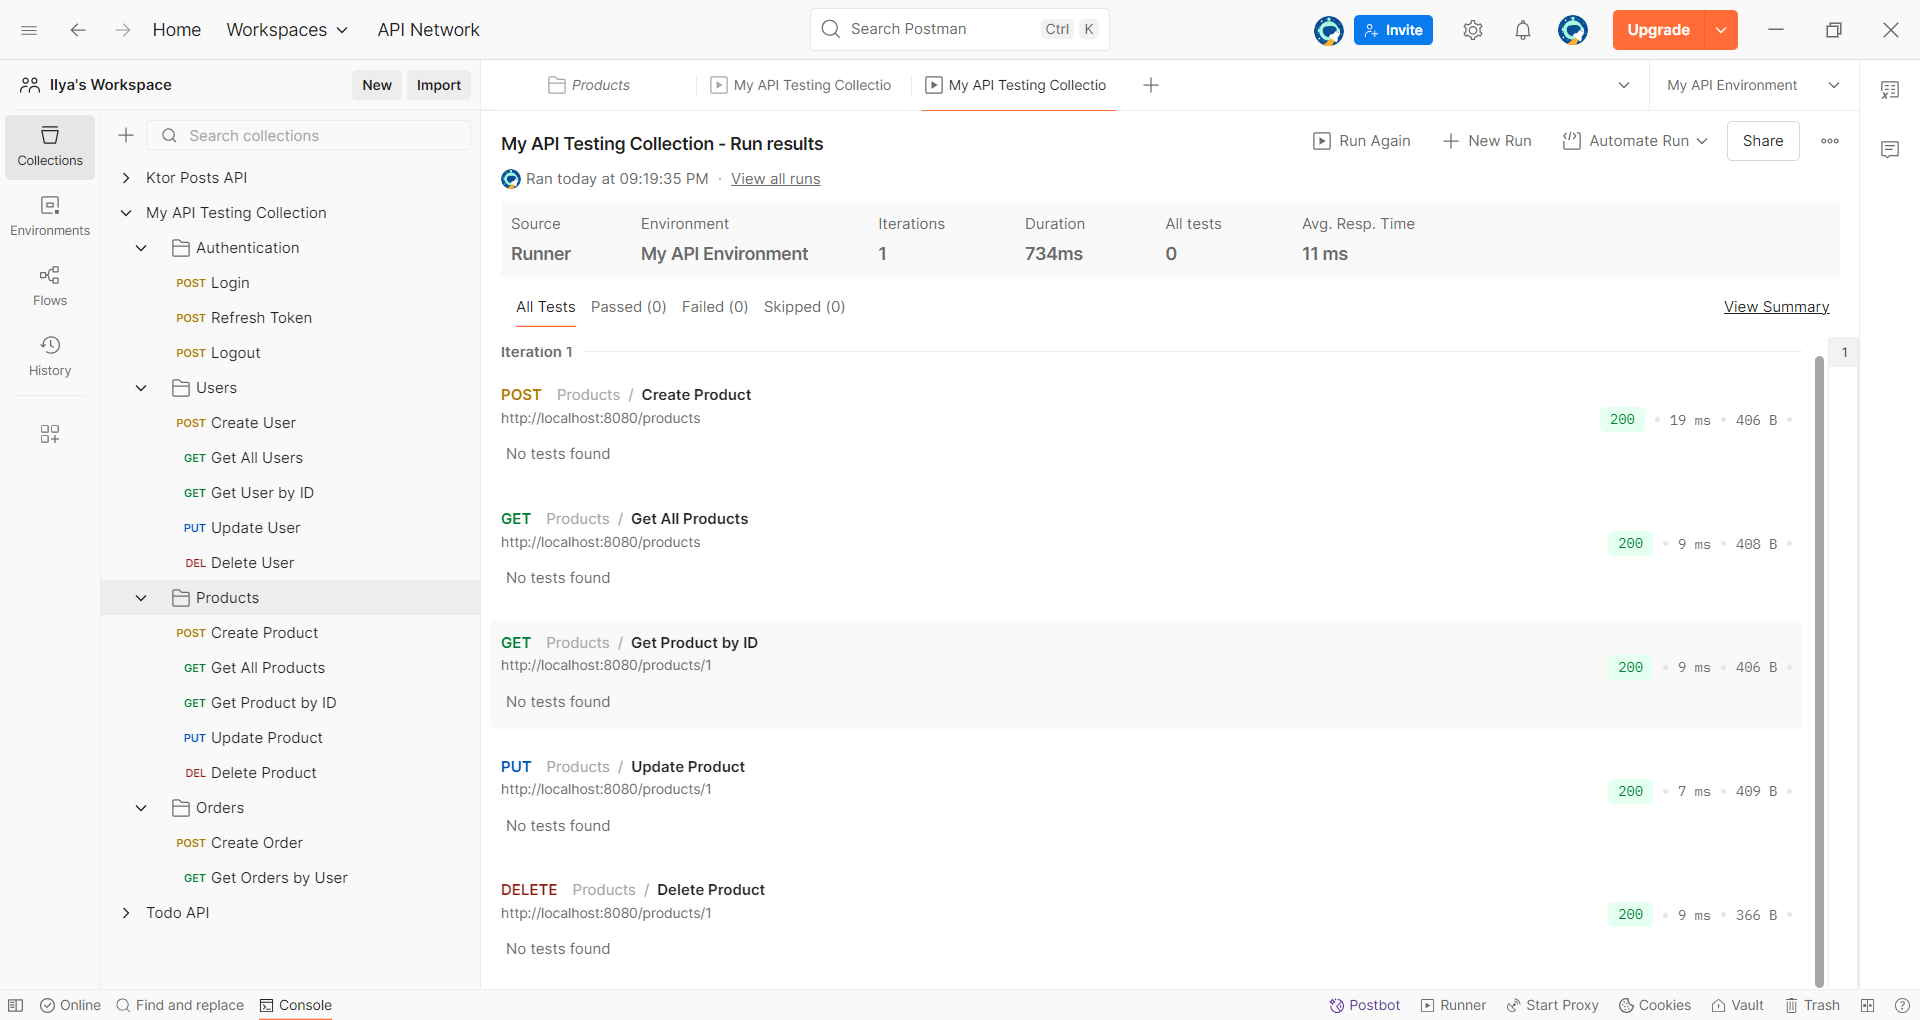 Home Workspaces API Network Search Postman Ctrl K Invite Upgrade
Ilya's Workspace New Import Products My API Testing Collectio My API Testing Collectio My API Environment
Collections
Environments
Flows
History
Search collections
Ktor Posts API
My API Testing Collection
Authentication
POST Login
POST Refresh Token
POST Logout
Users
POST Create User
GET Get All Users
GET Get User by ID
PUT Update User
DEL Delete User
Products
POST Create Product
GET Get All Products
GET Get Product by ID
PUT Update Product
DEL Delete Product
Orders
POST Create Order
GET Get Orders by User
Todo API
My API Testing Collection - Run results Run Again New Run Automate Run Share
Ran today at 09:19:35 PM · View all runs
Source Environment Iterations Duration All tests Avg. Resp. Time
Runner My API Environment 1 734ms 0 11 ms
All Tests Passed (0) Failed (0) Skipped (0) View Summary
Iteration 1 1
POST Products / Create Product
http://localhost:8080/products 200 19 ms 406 B
No tests found
GET Products / Get All Products
http://localhost:8080/products 200 9 ms 408 B
No tests found
GET Products / Get Product by ID
http://localhost:8080/products/1 200 9 ms 406 B
No tests found
PUT Products / Update Product
http://localhost:8080/products/1 200 7 ms 409 B
No tests found
DELETE Products / Delete Product
http://localhost:8080/products/1 200 9 ms 366 B
No tests found
Online Find and replace Console Postbot Runner Start Proxy Cookies Vault Trash